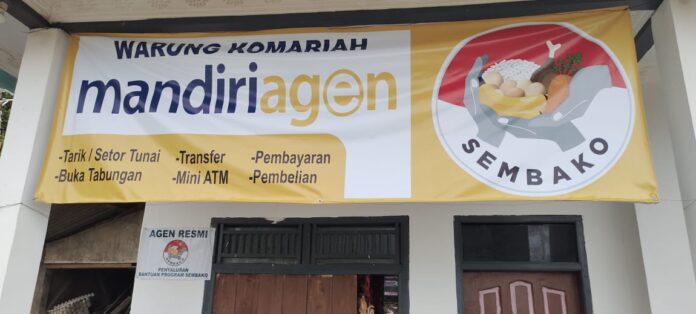 WARUNG KOMARIAH
mandiriagen
-Tarik / Setor Tunai
-Transfer
-Pembayaran
-Buka Tabungan
-Mini ATM
-Pembelian
SEMBAKO
AGEN RESMI
SEMBAKO
PENYALURAN
BANTUAN PROGRAM SEMBAKO